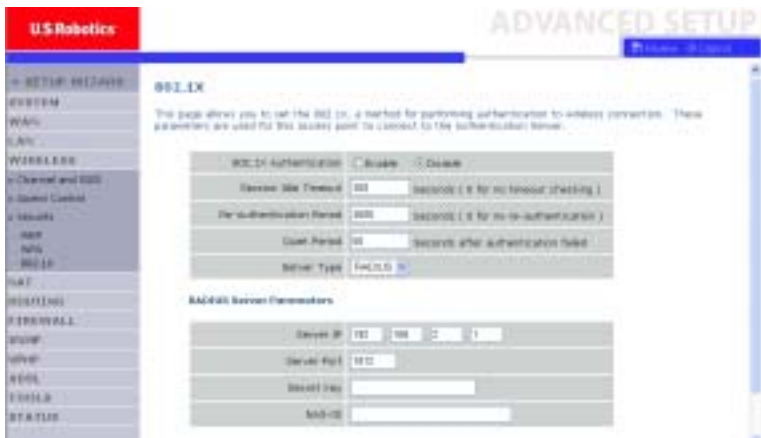 U.S.Robotics
ADVANCED SETUP
Home Logout
» SETUP WIZARD
SYSTEM
WAN
LAN
WIRELESS
» Channel and SSID
» Access Control
» Security
WEP
WPA
802.1X
NAT
ROUTING
FIREWALL
SNMP
UPnP
ADSL
TOOLS
STATUS
802.1X
This page allows you to set the 802.1x, a method for performing authentication to wireless connection. These
parameters are used for this access point to connect to the Authentication Server.
802.1X Authentication Enable Disable
Session Idle Timeout 300 Seconds ( 0 for no timeout checking )
Re-Authentication Period 3600 Seconds ( 0 for no re-authentication )
Quiet Period 60 Seconds after authentication failed
Server Type RADIUS
RADIUS Server Parameters
Server IP 192 168 2 1
Server Port 1812
Secret Key
NAS-ID